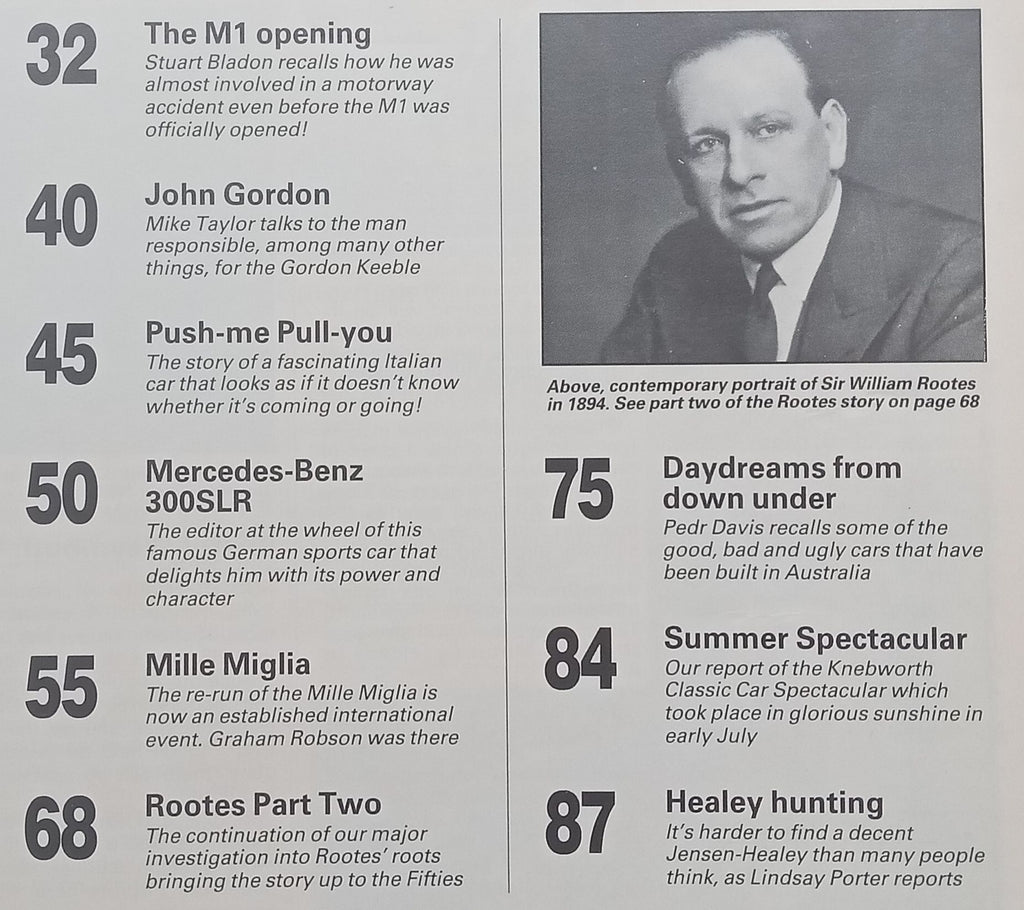 32
The M1 opening
Stuart Bladon recalls how he was
almost involved in a motorway
accident even before the M1 was
officially opened!
40
John Gordon
Mike Taylor talks to the man
responsible, among many other
things, for the Gordon Keeble
45
Push-me Pull-you
The story of a fascinating Italian
car that looks as if it doesn't know
whether it's coming or going!
50
Mercedes-Benz
300SLR
The editor at the wheel of this
famous German sports car that
delights him with its power and
character
55
Mille Miglia
The re-run of the Mille Miglia is
now an established international
event. Graham Robson was there
68
Rootes Part Two
The continuation of our major
investigation into Rootes' roots
bringing the story up to the Fifties
Above, contemporary portrait of Sir William Rootes
in 1894. See part two of the Rootes story on page 68
75
Daydreams from
down under
Pedr Davis recalls some of the
good, bad and ugly cars that have
been built in Australia
84
Summer Spectacular
Our report of the Knebworth
Classic Car Spectacular which
took place in glorious sunshine in
early July
87
Healey hunting
It's harder to find a decent
Jensen-Healey than many people
think, as Lindsay Porter reports